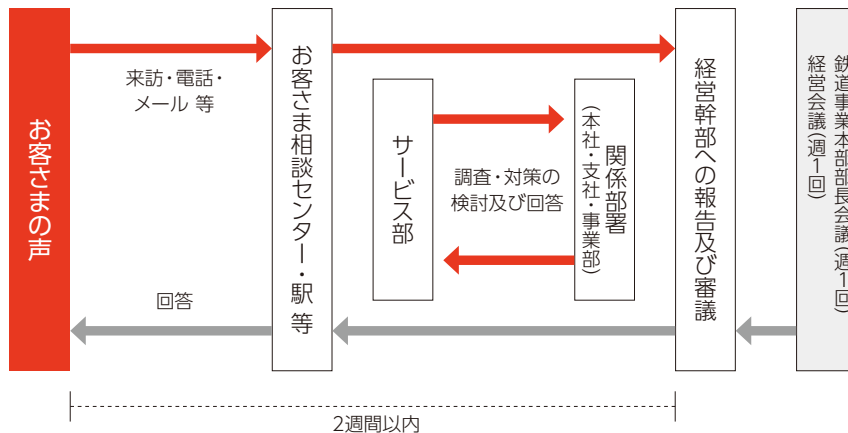 お客さまの声
来訪・電話・
メール 等
回答
お客さま相談センター・駅 等
サービス部
調査・対策の
検討及び回答
関係部署
(本社・支社・事業部)
経営幹部への報告及び審議
鉄道事業本部部長会議(週1回)
経営会議(週1回)
2週間以内